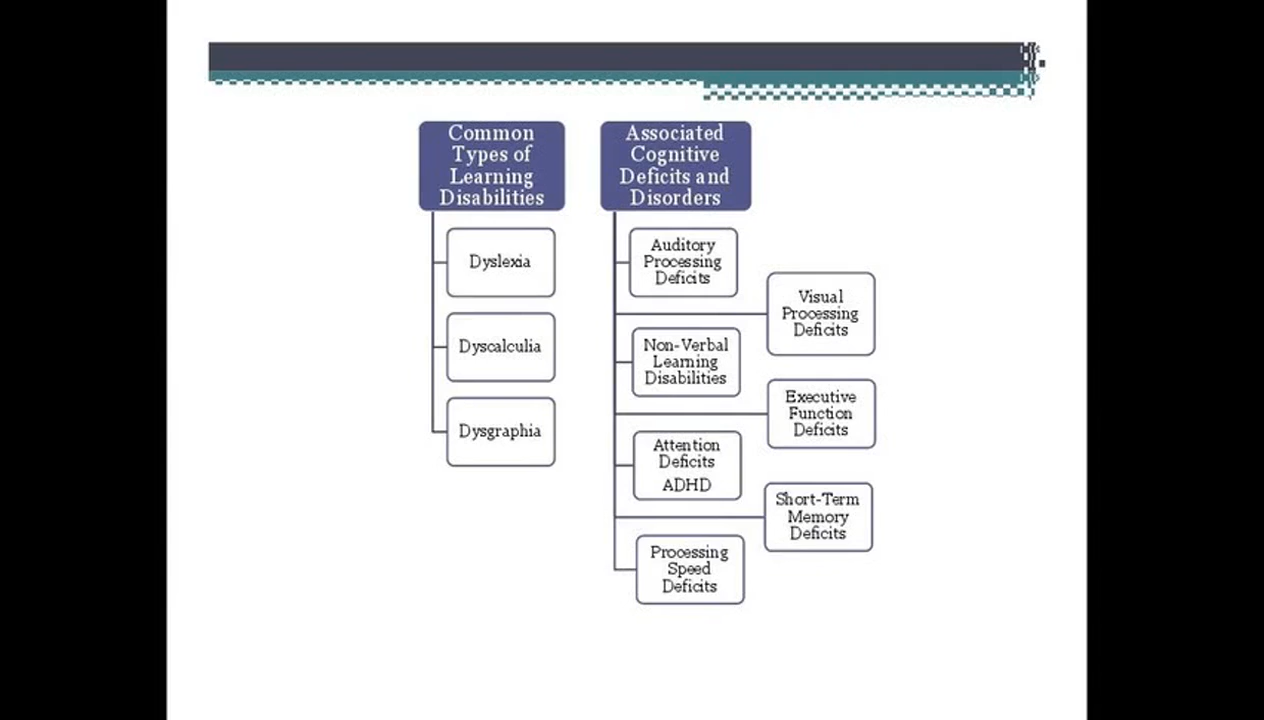 Common
Types of
Learning
Disabilities
Dyslexia
Dyscalculia
Dysgraphia
Associated
Cognitive
Deficits and
Disorders
Auditory
Processing
Deficits
Visual
Processing
Deficits
Non-Verbal
Learning
Disabilities
Executive
Function
Deficits
Attention
Deficits
ADHD
Short-Term
Memory
Deficits
Processing
Speed
Deficits